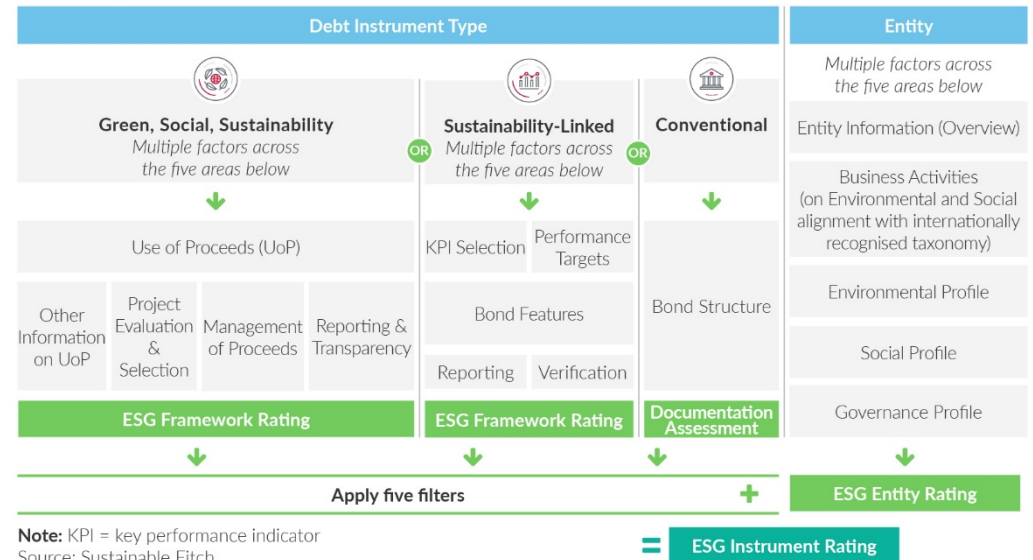 Debt Instrument Type
Entity
Green, Social, Sustainability
Multiple factors across
the five areas below
OR
Sustainability-Linked
Multiple factors across
the five areas below
OR
Conventional
Multiple factors across
the five areas below
Entity Information (Overview)
Business Activities
(on Environmental and Social
alignment with internationally
recognised taxonomy)
Environmental Profile
Social Profile
Governance Profile
Use of Proceeds (UoP)
Other
Information
on UoP
Project
Evaluation
&
Selection
Management
of Proceeds
Reporting &
Transparency
KPI Selection
Performance
Targets
Bond Features
Reporting
Verification
Bond Structure
ESG Framework Rating
ESG Framework Rating
Documentation
Assessment
Apply five filters
+
ESG Entity Rating
Note: KPI = key performance indicator
Source: Sustainable Fitch
=
ESG Instrument Rating